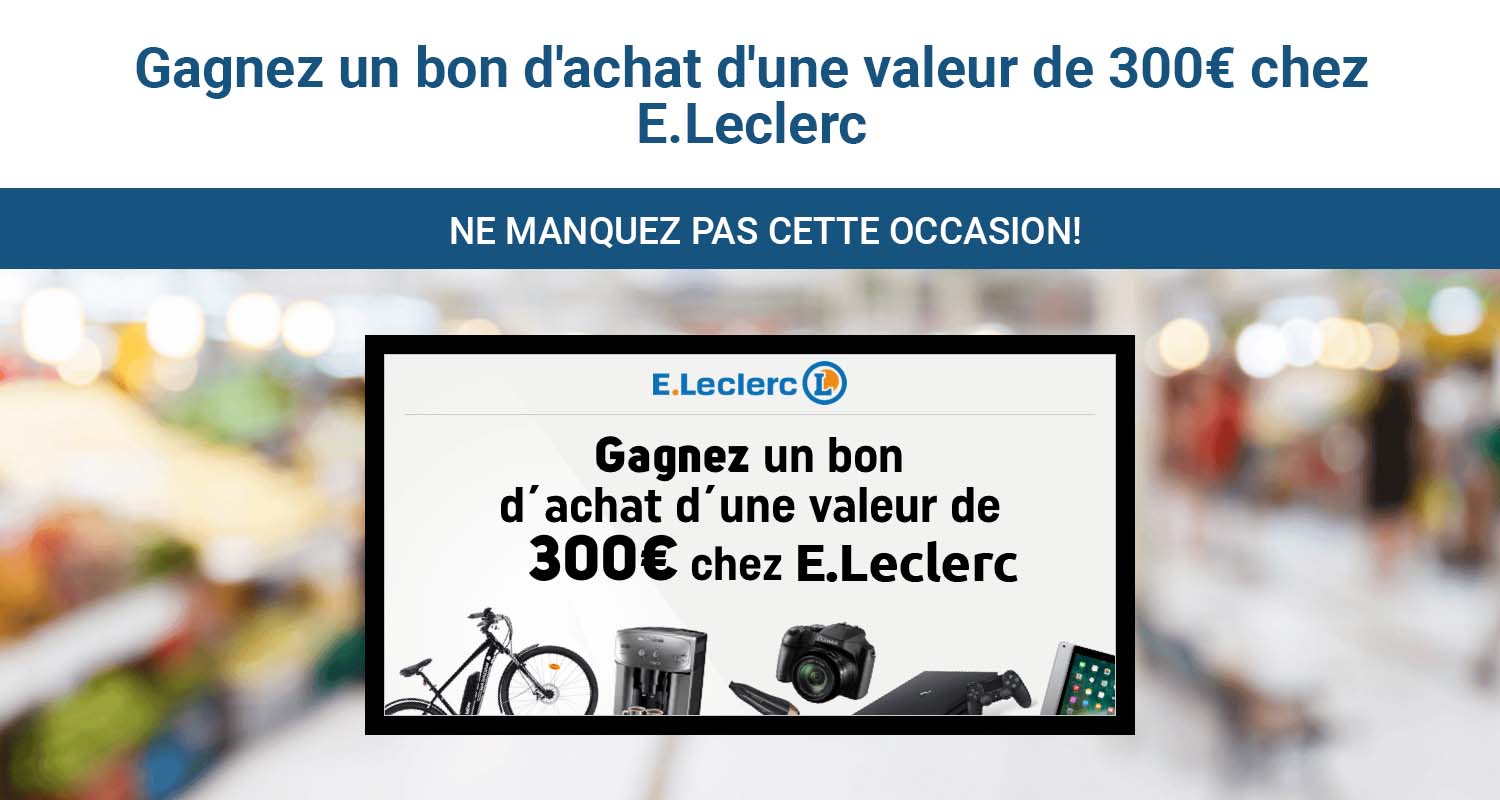 Gagnez un bon d'achat d'une valeur de 300€ chez
E.Leclerc
NE MANQUEZ PAS CETTE OCCASION!
E.Leclerc L
Gagnez un bon
d´achat d´une valeur de
300€ chez E.Leclerc